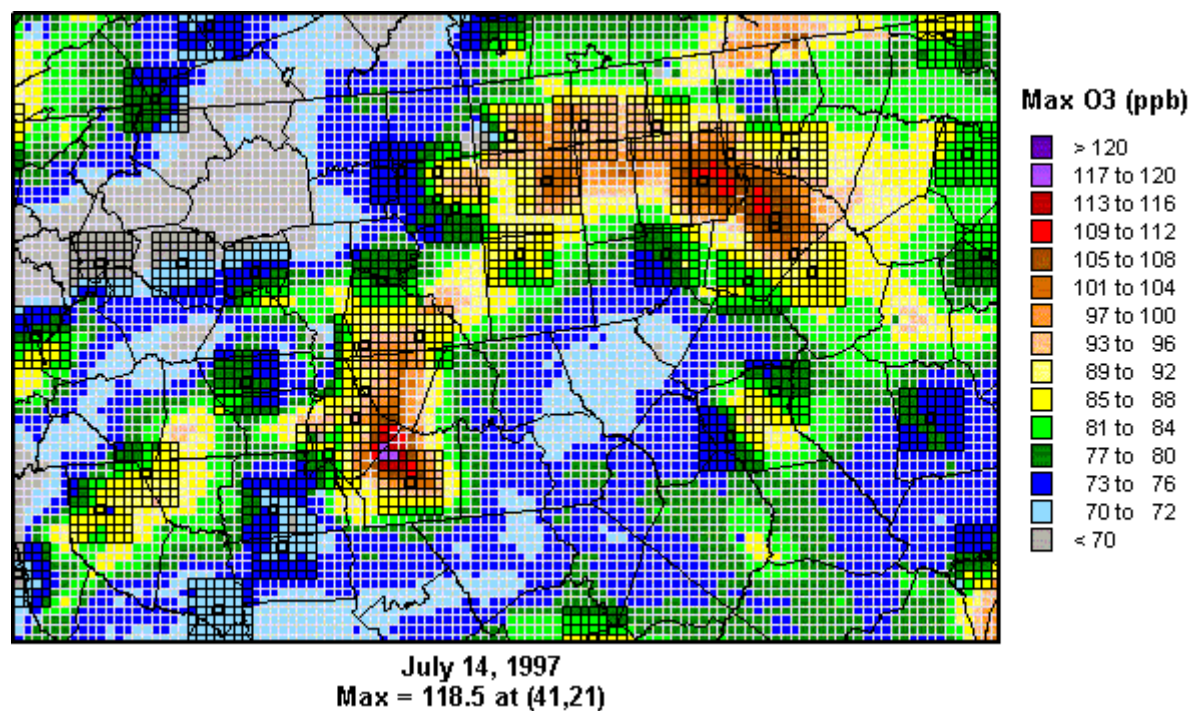 Max O3 (ppb)
> 120
117 to 120
113 to 116
109 to 112
105 to 108
101 to 104
97 to 100
93 to 96
89 to 92
85 to 88
81 to 84
77 to 80
73 to 76
70 to 72
< 70
July 14, 1997
Max = 118.5 at (41,21)